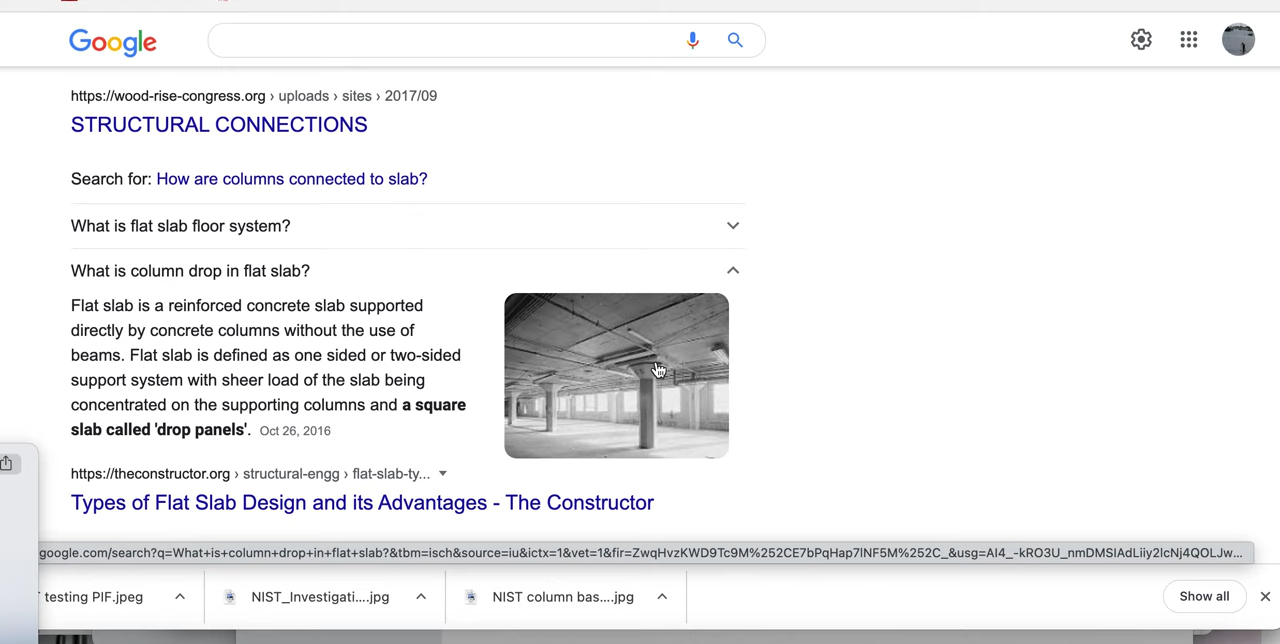 Google
https://wood-rise-congress.org › uploads › sites › 2017/09
STRUCTURAL CONNECTIONS
Search for: How are columns connected to slab?
What is flat slab floor system?
What is column drop in flat slab?
Flat slab is a reinforced concrete slab supported
directly by concrete columns without the use of
beams. Flat slab is defined as one sided or two-sided
support system with sheer load of the slab being
concentrated on the supporting columns and a square
slab called 'drop panels'. Oct 26, 2016
https://theconstructor.org › structural-engg › flat-slab-ty...
Types of Flat Slab Design and its Advantages - The Constructor
google.com/search?q=What+is+column+drop+in+flat+slab?&tbm=isch&source=iu&ictx=1&vet=1&fir=ZwqHvzKWD9Tc9M%252CE7bPqHap7lNF5M%252C_&usg=AI4_-kRO3U_nmDMSlAdLiiy2lcNj4QOLJw...
testing PIF.jpeg NIST_Investigati....jpg NIST column bas....jpg Show all